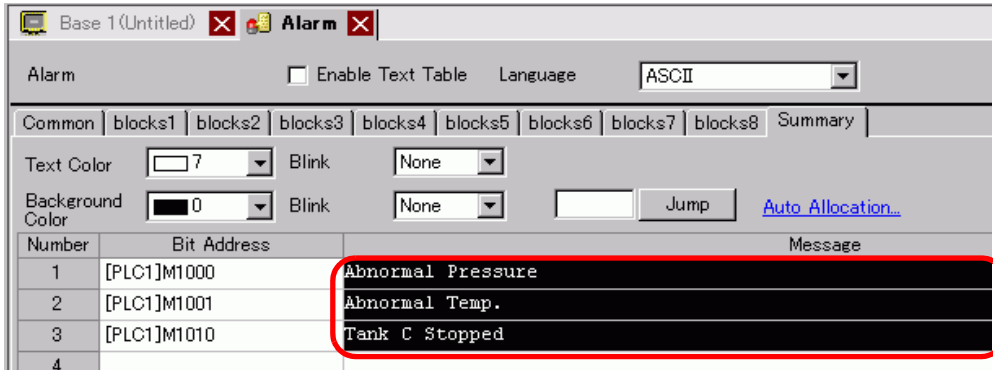 Base 1(Untitled) Alarm
Alarm Enable Text Table Language ASCII
Common blocks1 blocks2 blocks3 blocks4 blocks5 blocks6 blocks7 blocks8 Summary
Text Color 7 Blink None
Background Color 0 Blink None Jump Auto Allocation...
Number Bit Address Message
1 [PLC1]M1000 Abnormal Pressure
2 [PLC1]M1001 Abnormal Temp.
3 [PLC1]M1010 Tank C Stopped
4